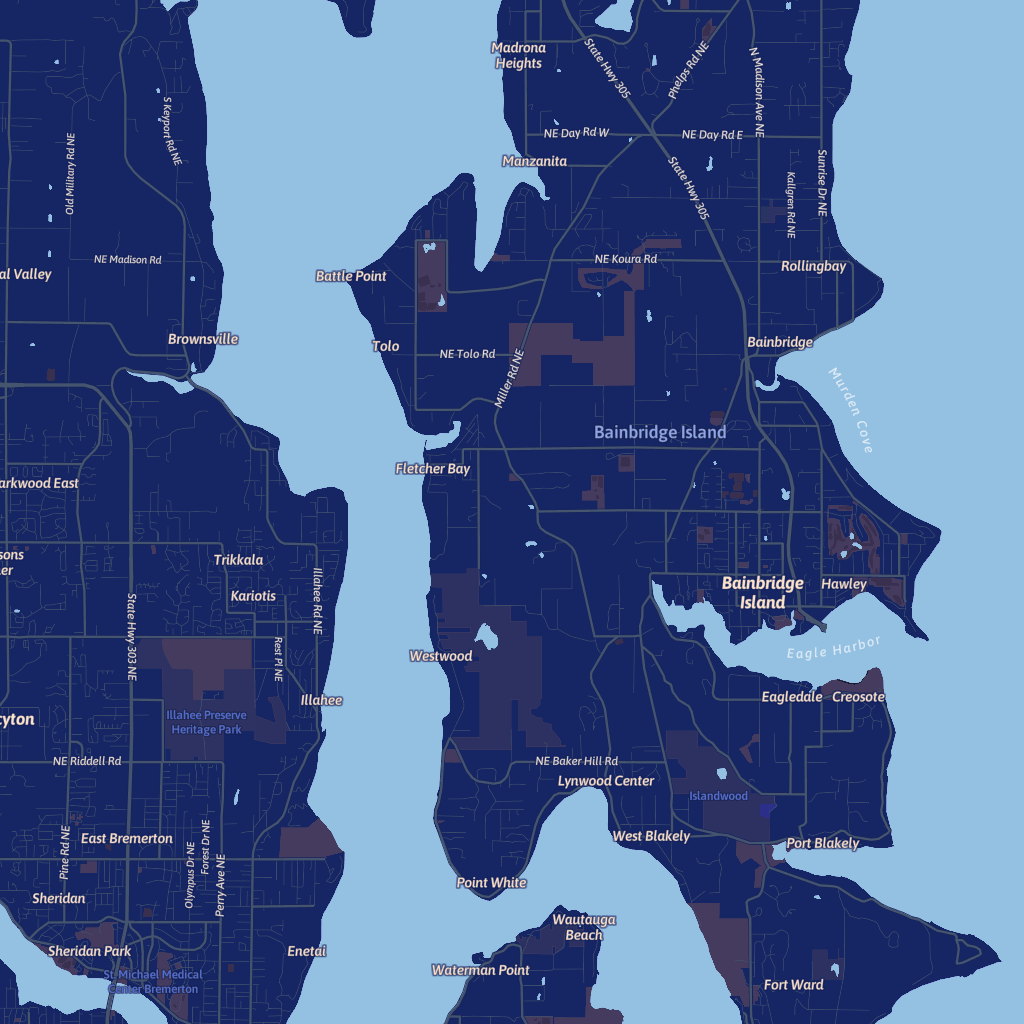 Madrona
Heights
State Hwy 305
Phelps Rd NE
N Madison Ave NE
S Keyport Rd NE
Old Military Rd NE
NE Day Rd W
NE Day Rd E
Manzanita
Sunrise Dr NE
Kallgren Rd NE
State Hwy 305
NE Madison Rd
NE Koura Rd
Rollingbay
al Valley
Battle Point
Brownsville
Tolo
NE Tolo Rd
Bainbridge
Miller Rd NE
Murden Cove
Bainbridge Island
Fletcher Bay
arkwood East
sons
er
Trikkala
Illahee Rd NE
Kariotis
Bainbridge
Island
Hawley
State Hwy 303 NE
Rest Pl NE
Westwood
Eagle Harbor
Illahee
Eagledale
Creosote
cyton
Illahee Preserve
Heritage Park
NE Riddell Rd
NE Baker Hill Rd
Lynwood Center
Islandwood
East Bremerton
Pine Rd NE
Forest Dr NE
Olympus Dr NE
Perry Ave NE
West Blakely
Port Blakely
Point White
Sheridan
Wautauga
Beach
Sheridan Park
Enetai
St. Michael Medical
Center Bremerton
Waterman Point
Fort Ward